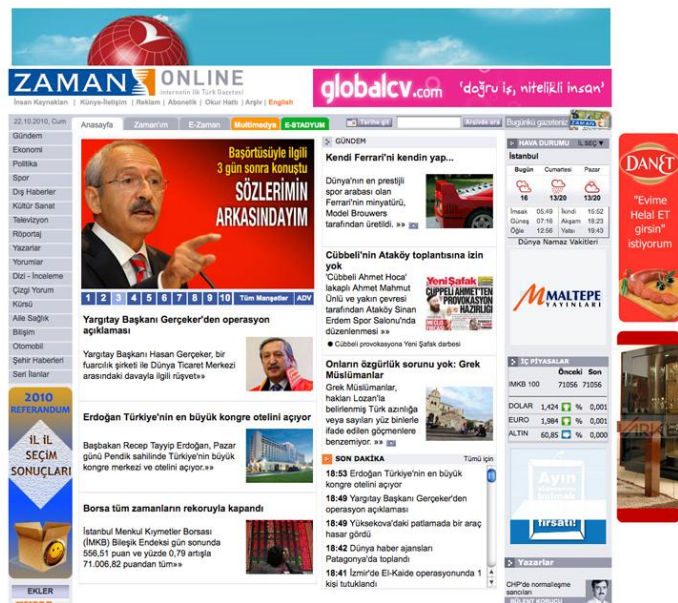 ZAMAN ONLINE
internetin İlk Türk Gazetesi
İnsan Kaynakları | Künye-İletişim | Reklam | Abonelik | Okur Hattı | Arşiv | English
globalcv.com 'doğru iş, nitelikli insan'
22.10.2010, Cum
Anasayfa Zaman'ım E-Zaman Multimedya E-STADYUM Tarihe git Arşivde ara Bugünkü gazeteniz ZAMAN
Gündem
Ekonomi
Politika
Spor
Dış Haberler
Kültür Sanat
Televizyon
Röportaj
Yazarlar
Yorumlar
Dizi - İnceleme
Çizgi Yorum
Kürsü
Aile Sağlık
Bilişim
Otomobil
Şehir Haberleri
Seri İlanlar
2010
REFERANDUM
İL İL
SEÇİM
SONUÇLARI
EKLER
Başörtüsüyle ilgili
3 gün sonra konuştu
SÖZLERİMİN
ARKASINDAYIM
1 2 3 4 5 6 7 8 9 10 Tüm Manşetler ADV
Yargıtay Başkanı Gerçeker'den operasyon
açıklaması
Yargıtay Başkanı Hasan Gerçeker, bir
fuarcılık şirketi ile Dünya Ticaret Merkezi
arasındaki davayla ilgili rüşvet»»
Erdoğan Türkiye'nin en büyük kongre otelini açıyor
Başbakan Recep Tayyip Erdoğan, Pazar
günü Pendik sahilinde Türkiye'nin büyük
kongre merkezi ve otelini açıyor.»»
Borsa tüm zamanların rekoruyla kapandı
İstanbul Menkul Kıymetler Borsası
(İMKB) Bileşik Endeksi gün sonunda
556,51 puan ve yüzde 0,79 artışla
71.006,82 puandan tüm»»
GÜNDEM
Kendi Ferrari'ni kendin yap...
Dünya'nın en prestijli
spor arabası olan
Ferrari'nin minyatürü,
Model Brouwers
tarafından üretildi. »»
Cübbeli'nin Ataköy toplantısına izin
yok
'Cübbeli Ahmet Hoca'
lakaplı Ahmet Mahmut
Ünlü ve yakın çevresi
tarafından Ataköy Sinan
Erdem Spor Salonu'nda
düzenlenmesi »»
YeniŞafak
CÜPPELİ AHMET'TEN
PROVOKASYON
HAZIRLIĞI
Cübbeli provokasyona Yeni Şafak darbesi
Onların özgürlük sorunu yok: Grek
Müslümanlar
Grek Müslümanlar,
hakları Lozan'la
belirlenmiş Türk azınlığa
veya sayıları yüz binlerle
ifade edilen göçmenlere
benzemiyor. »»
SON DAKİKA Tümü için
18:53 Erdoğan Türkiye'nin en büyük
kongre otelini açıyor
18:49 Yargıtay Başkanı Gerçeker'den
operasyon açıklaması
18:49 Yüksekova'daki patlamada bir araç
hasar gördü
18:42 Dünya haber ajansları
Patagonya'da toplandı
18:41 İzmir'de El-Kaide operasyonunda 1
kişi tutuklandı
HAVA DURUMU İL SEÇ
İstanbul
Bugün Cumartesi Pazar
16 13/20 13/20
İmsak 05:49 İkindi 15:52
Güneş 07:16 Akşam 18:23
Öğle 12:56 Yatsı 19:43
Dünya Namaz Vakitleri
MALTEPE
YAYINLARI
İÇ PİYASALAR
Önceki Son
IMKB 100 71056 71056
DOLAR 1,424 % 0,001
EURO 1,984 % 0,001
ALTIN 60,85 % 0,000
Ayın
fırsatı!
Yazarlar
CHP'de normalleşme
sancıları
BÜLENT KORUCU
DANET
"Evime
Helal ET
girsin"
istiyorum